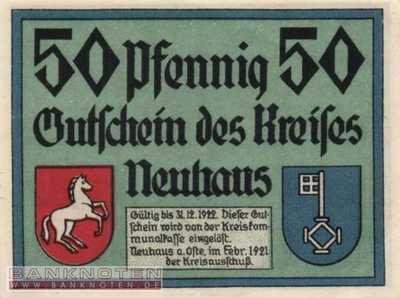 50 Pfennig 50
Gutschein des Kreises
Neuhaus
Gültig bis 31.12.1922. Dieser Gut-
schein wird von der Kreiskom-
munalkasse eingelöst.
Neuhaus a. Oste, im Febr. 1921
der Kreisausschuß.
BANKNOTEN
WWW.BANKNOTEN.DE